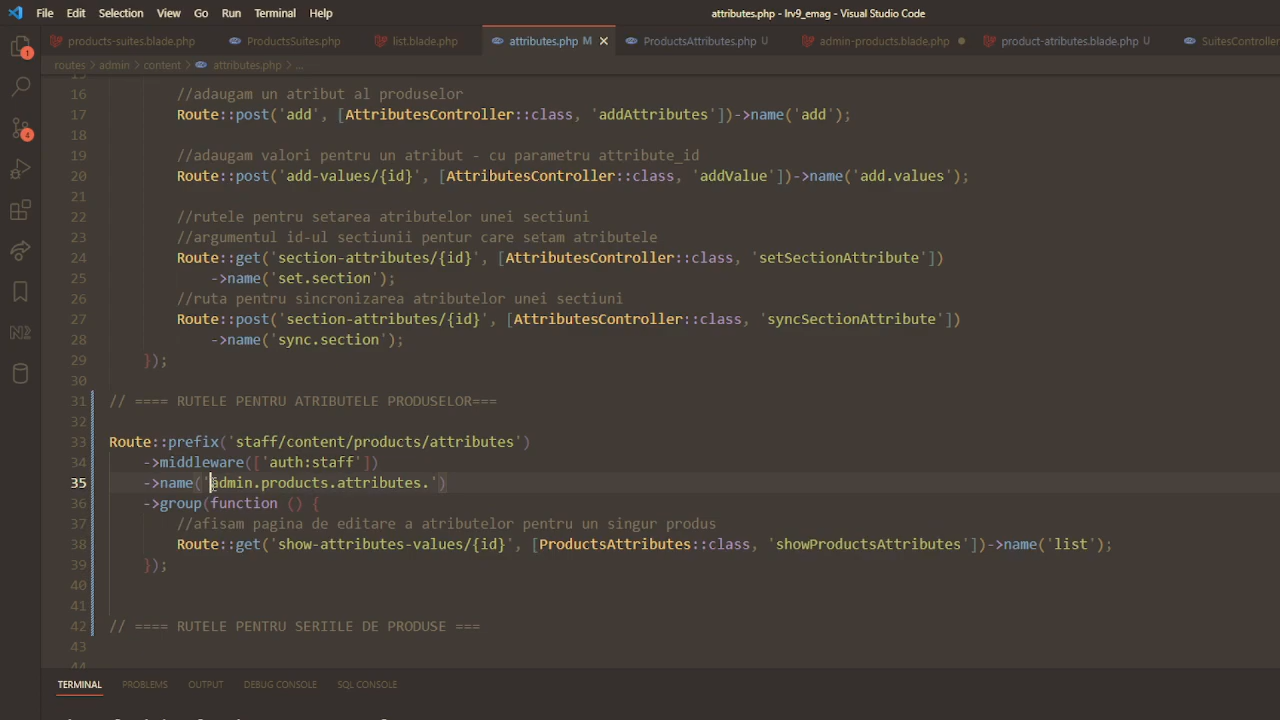 File Edit Selection View Go Run Terminal Help attributes.php - lrv9_emag - Visual Studio Code
products-suites.blade.php ProductsSuites.php list.blade.php attributes.php M ProductsAttributes.php U admin-products.blade.php product-atributes.blade.php U SuitesController
routes > admin > content > attributes.php > ...
16 //adaugam un atribut al produselor
17 Route::post('add', [AttributesController::class, 'addAttributes'])->name('add');
18
19 //adaugam valori pentru un atribut - cu parametru attribute_id
20 Route::post('add-values/{id}', [AttributesController::class, 'addValue'])->name('add.values');
21
22 //rutele pentru setarea atributelor unei sectiuni
23 //argumentul id-ul sectiunii pentur care setam atributele
24 Route::get('section-attributes/{id}', [AttributesController::class, 'setSectionAttribute'])
25 ->name('set.section');
26 //ruta pentru sincronizarea atributelor unei sectiuni
27 Route::post('section-attributes/{id}', [AttributesController::class, 'syncSectionAttribute'])
28 ->name('sync.section');
29 });
30
31 // ==== RUTELE PENTRU ATRIBUTELE PRODUSELOR===
32
33 Route::prefix('staff/content/products/attributes')
34 ->middleware(['auth:staff'])
35 ->name('admin.products.attributes.')
36 ->group(function () {
37 //afisam pagina de editare a atributelor pentru un singur produs
38 Route::get('show-attributes-values/{id}', [ProductsAttributes::class, 'showProductsAttributes'])->name('list');
39 });
40
41
42 // ==== RUTELE PENTRU SERIILE DE PRODUSE ===
43
TERMINAL PROBLEMS OUTPUT DEBUG CONSOLE SQL CONSOLE